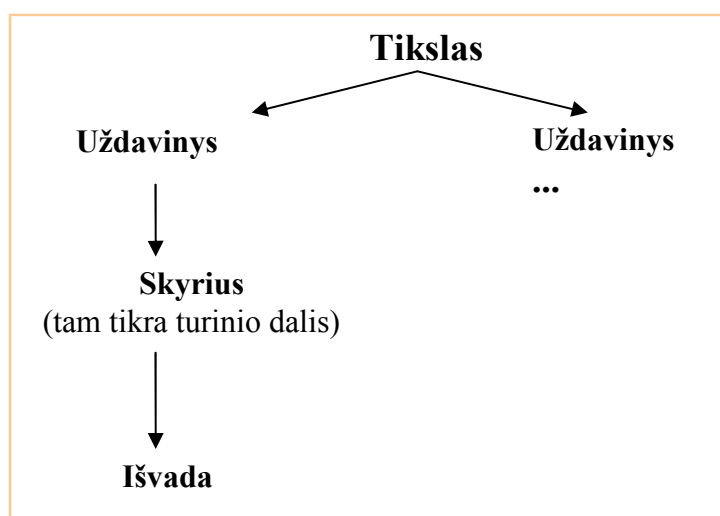 Tikslas
Uždavinys
Uždavinys
...
Skyrius
(tam tikra turinio dalis)
Išvada